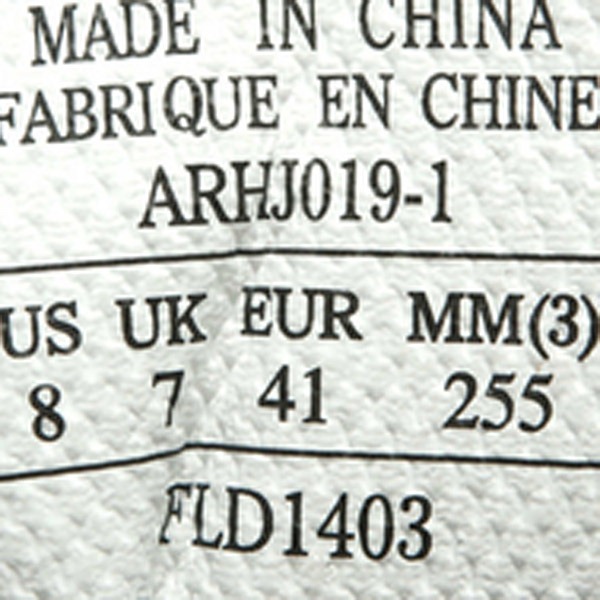 MADE IN CHINA
FABRIQUE EN CHINE
ARHJ019-1
US UK EUR MM(3)
8 7 41 255
FLD1403